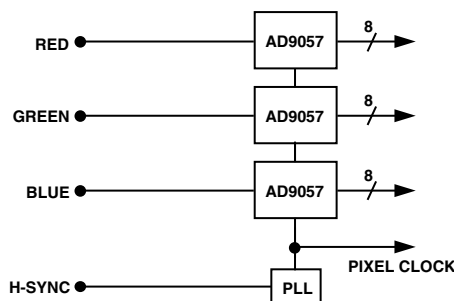 RED
AD9057
8
GREEN
AD9057
8
BLUE
AD9057
8
PIXEL CLOCK
H-SYNC
PLL